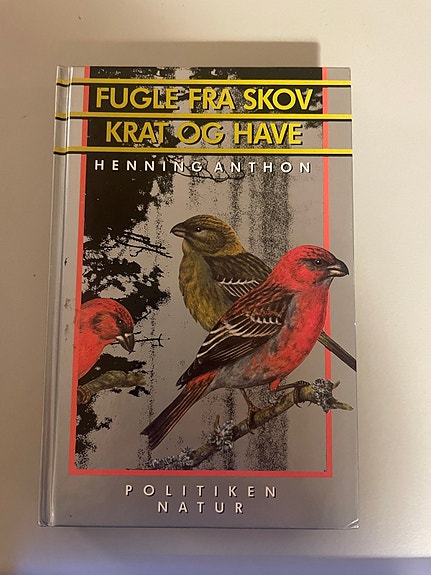 FUGLE FRA SKOV
KRAT OG HAVE
HENNING ANTHON
POLITIKEN
NATUR